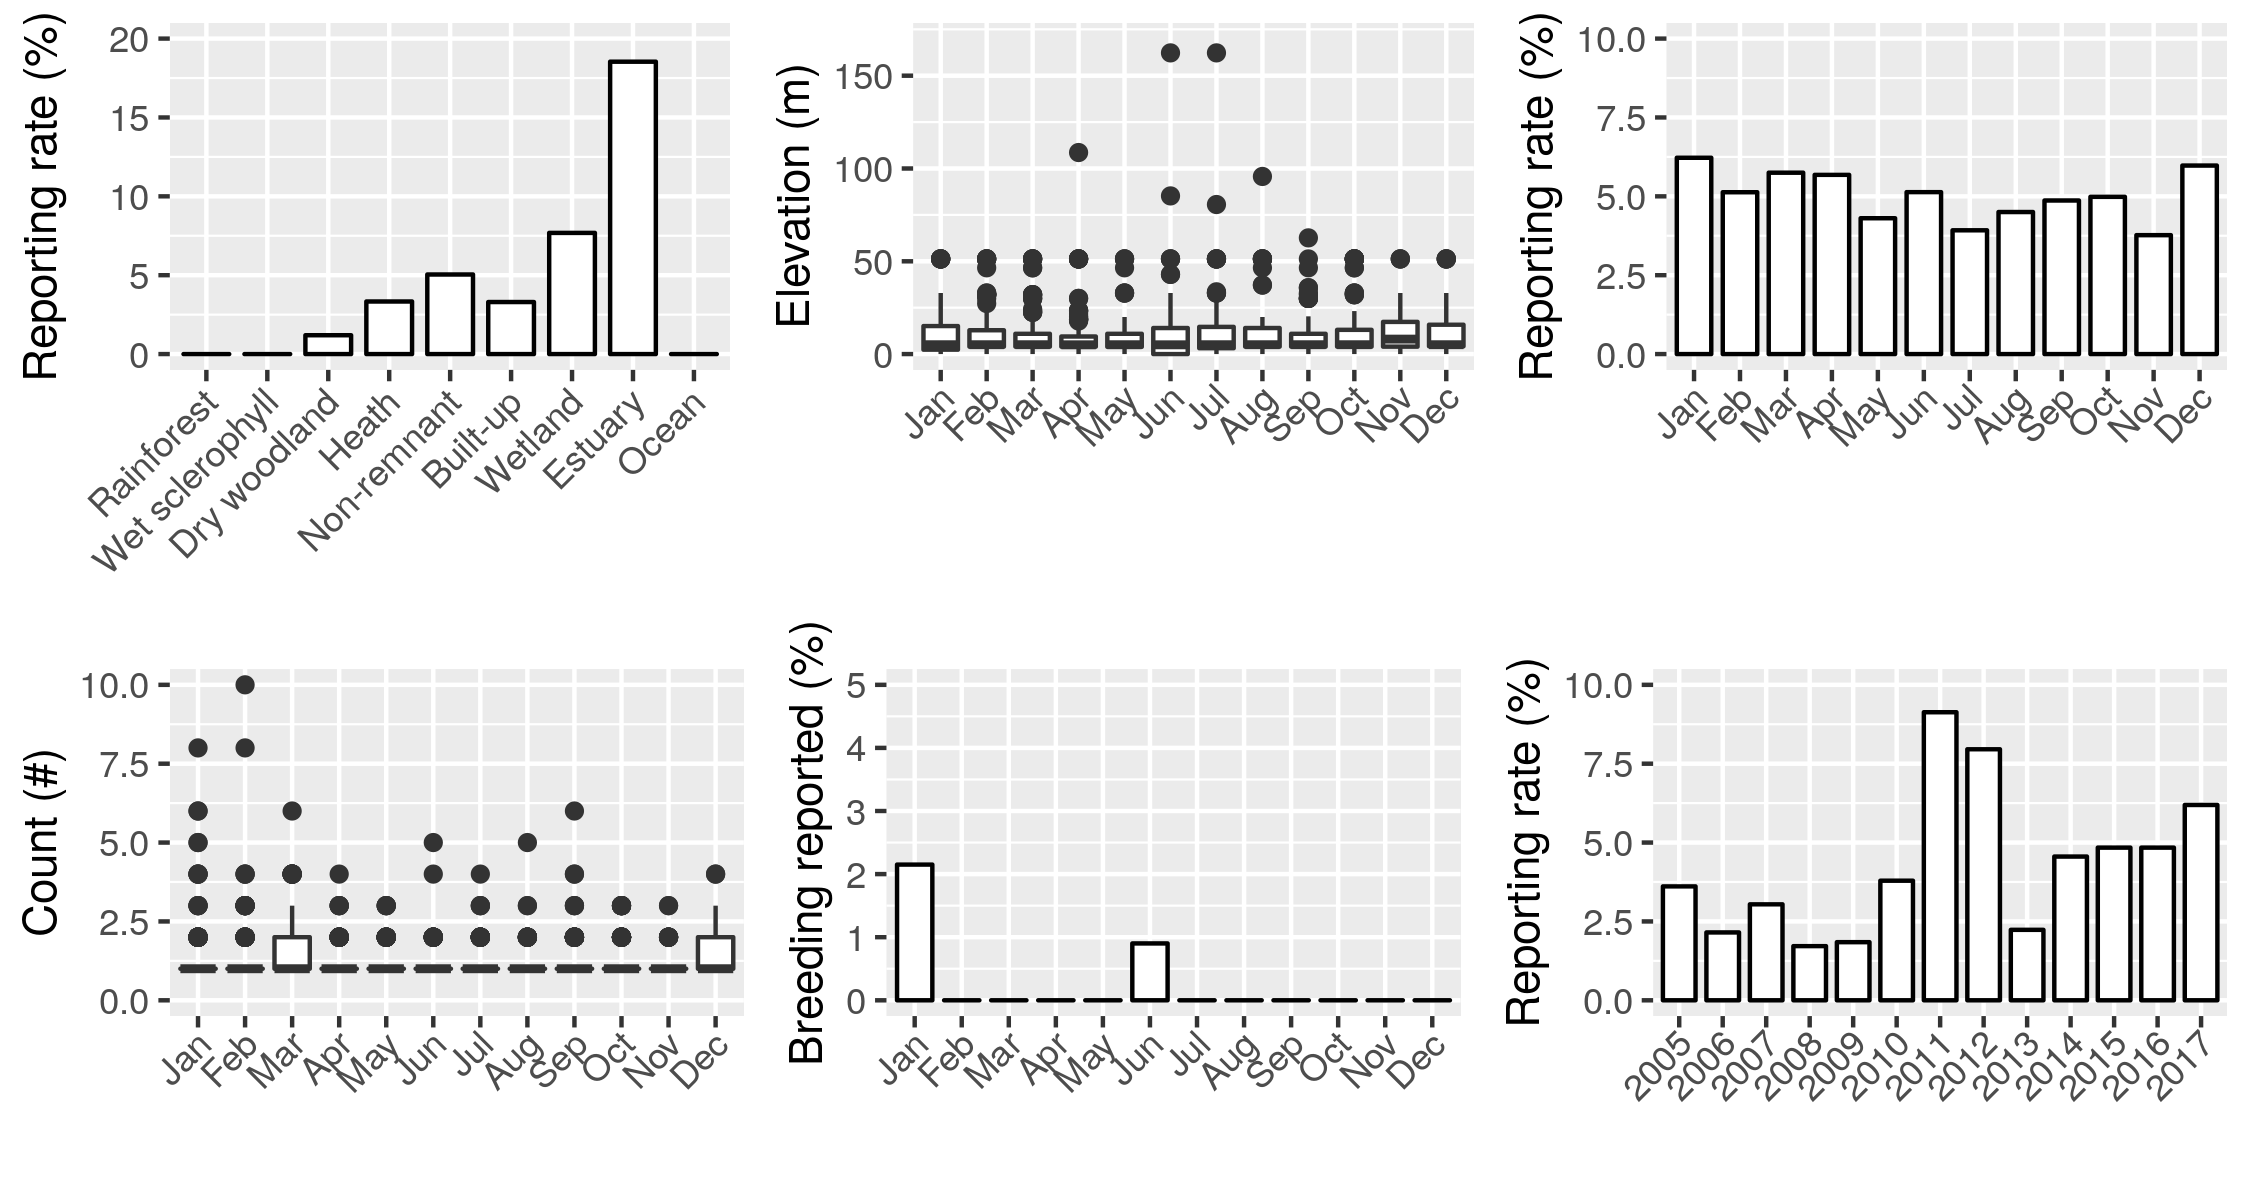 Reporting rate (%)
20
15
10
5
0
Rainforest
Wet sclerophyll
Dry woodland
Heath
Non-remnant
Built-up
Wetland
Estuary
Ocean
Elevation (m)
150
100
50
0
Jan
Feb
Mar
Apr
May
Jun
Jul
Aug
Sep
Oct
Nov
Dec
Reporting rate (%)
10.0
7.5
5.0
2.5
0.0
Jan
Feb
Mar
Apr
May
Jun
Jul
Aug
Sep
Oct
Nov
Dec
Count (#)
10.0
7.5
5.0
2.5
0.0
Jan
Feb
Mar
Apr
May
Jun
Jul
Aug
Sep
Oct
Nov
Dec
Breeding reported (%)
5
4
3
2
1
0
Jan
Feb
Mar
Apr
May
Jun
Jul
Aug
Sep
Oct
Nov
Dec
Reporting rate (%)
10.0
7.5
5.0
2.5
0.0
2005
2006
2007
2008
2009
2010
2011
2012
2013
2014
2015
2016
2017